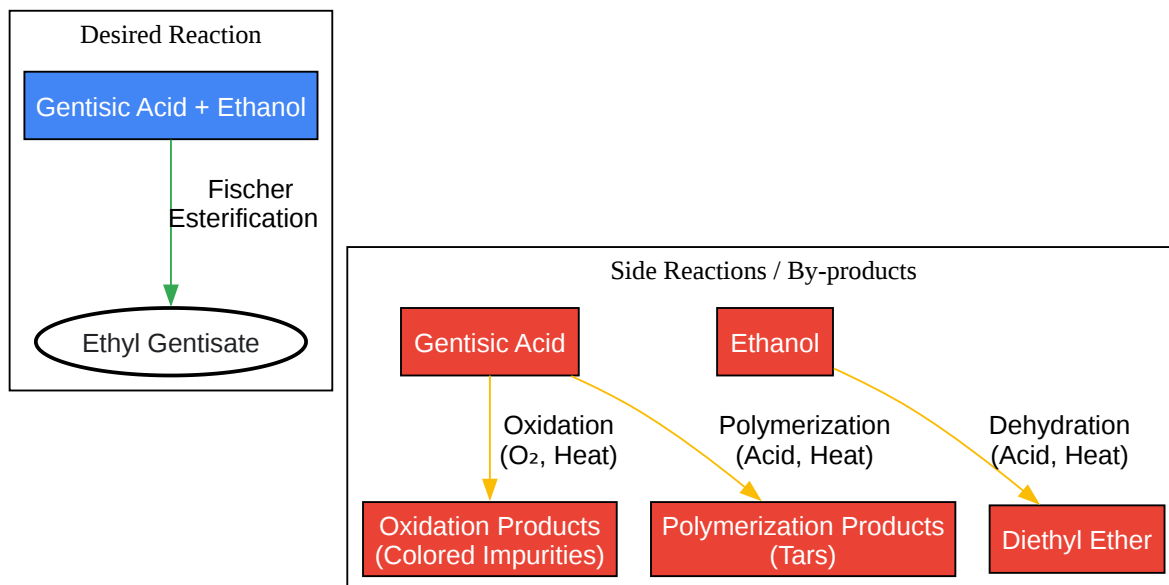 Desired Reaction
Gentisic Acid + Ethanol
Fischer
Esterification
Ethyl Gentisate
Side Reactions / By-products
Gentisic Acid
Ethanol
Oxidation
(O₂, Heat)
Polymerization
(Acid, Heat)
Dehydration
(Acid, Heat)
Oxidation Products
(Colored Impurities)
Polymerization Products
(Tars)
Diethyl Ether